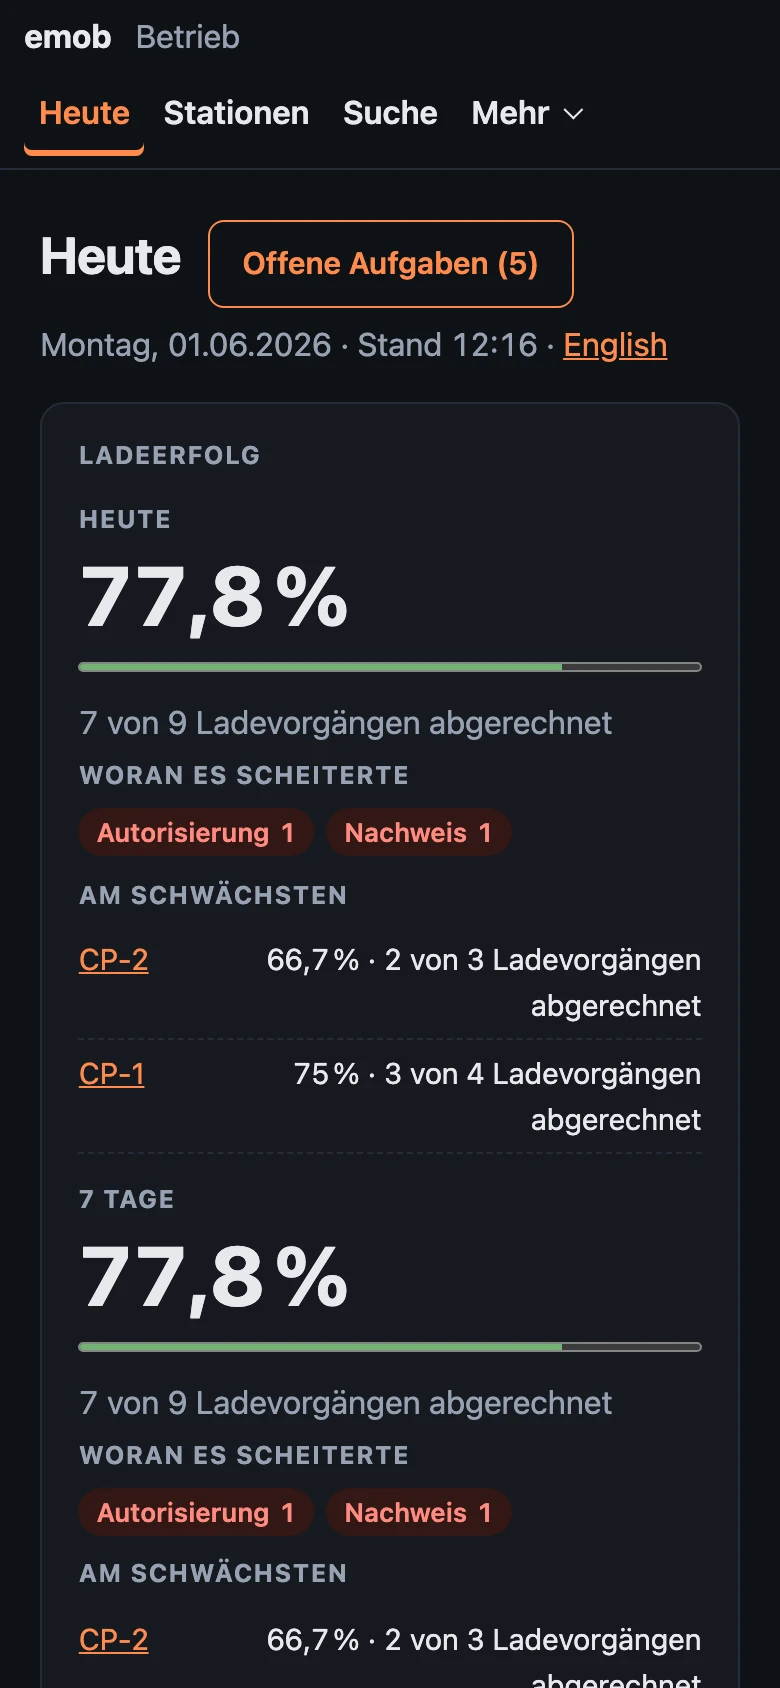 emob Betrieb
Heute Stationen Suche Mehr
Heute Offene Aufgaben (5)
Montag, 01.06.2026 · Stand 12:16 · English
LADEERFOLG
HEUTE
77,8 %
7 von 9 Ladevorgängen abgerechnet
WORAN ES SCHEITERTE
Autorisierung 1 Nachweis 1
AM SCHWÄCHSTEN
CP-2 66,7 % · 2 von 3 Ladevorgängen
abgerechnet
CP-1 75 % · 3 von 4 Ladevorgängen
abgerechnet
7 TAGE
77,8 %
7 von 9 Ladevorgängen abgerechnet
WORAN ES SCHEITERTE
Autorisierung 1 Nachweis 1
AM SCHWÄCHSTEN
CP-2 66,7 % · 2 von 3 Ladevorgängen
abgerechnet